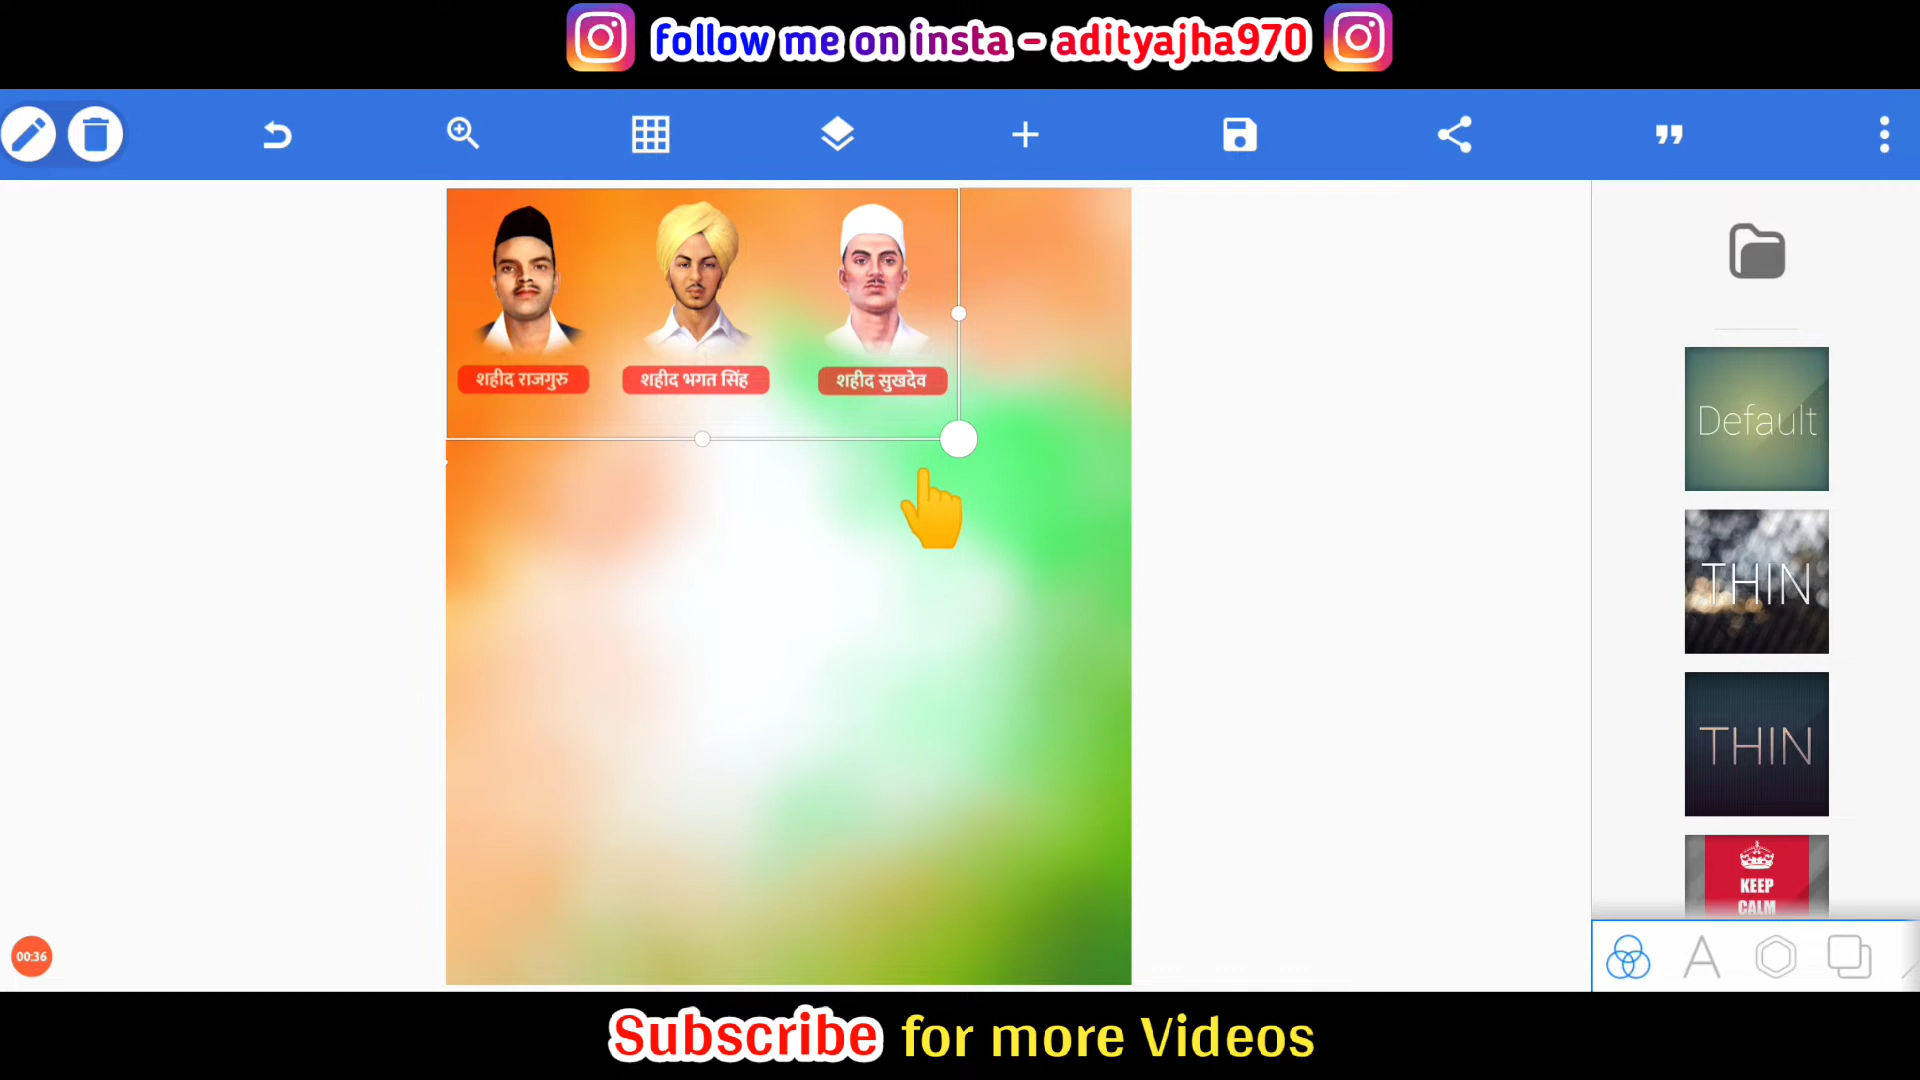 follow me on insta - adityajha970
शहीद राजगुरु
शहीद भगत सिंह
शहीद सुखदेव
Default
THIN
THIN
KEEP
CALM
00:36
Subscribe for more Videos